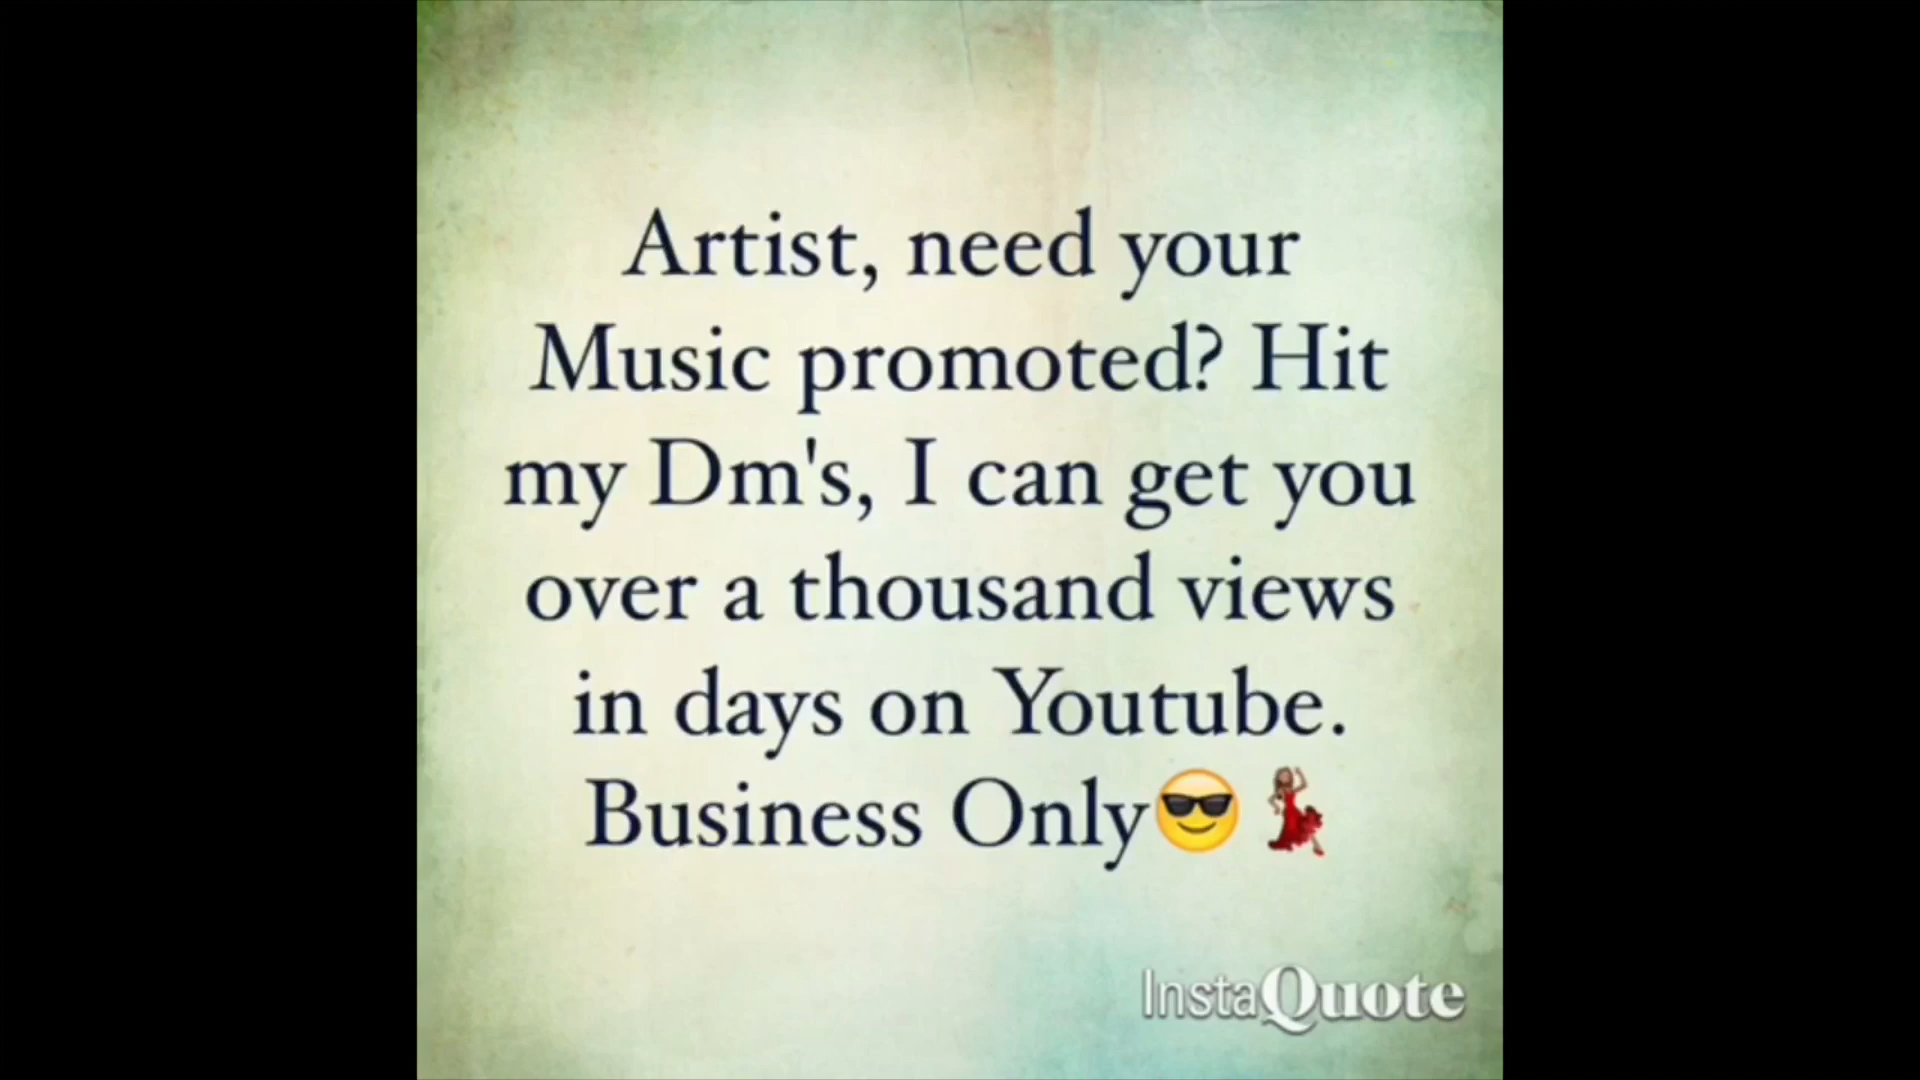 Artist, need your
Music promoted? Hit
my Dm's, I can get you
over a thousand views
in days on Youtube.
Business Only😎💃
InstaQuote